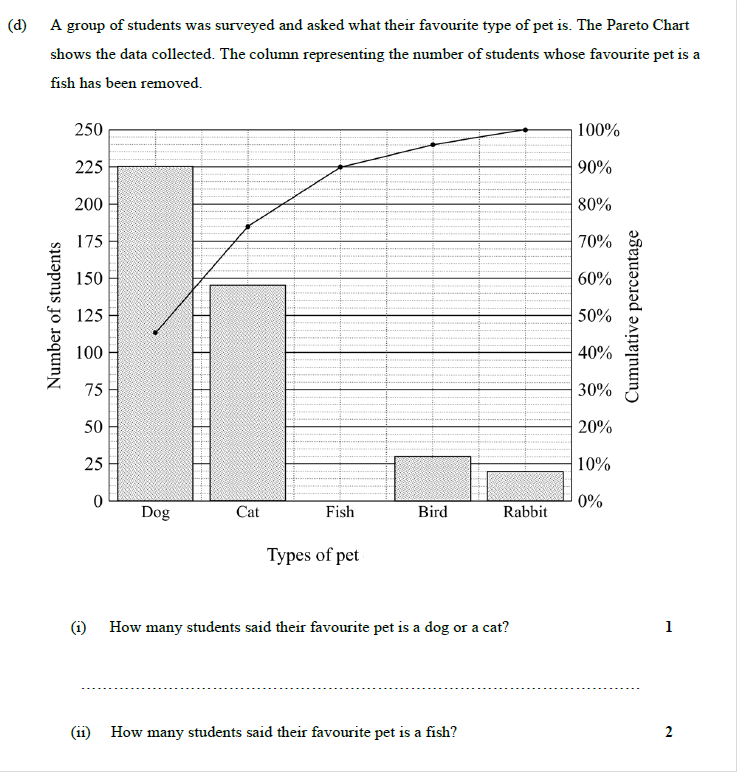 (d) A group of students was surveyed and asked what their favourite type of pet is. The Pareto Chart
shows the data collected. The column representing the number of students whose favourite pet is a
fish has been removed.
250 100%
225 90%
200 80%
175 70%
150 60%
125 50%
100 40%
75 30%
50 20%
25 10%
0 0%
Number of students
Cumulative percentage
Dog Cat Fish Bird Rabbit
Types of pet
(i) How many students said their favourite pet is a dog or a cat? 1
(ii) How many students said their favourite pet is a fish? 2